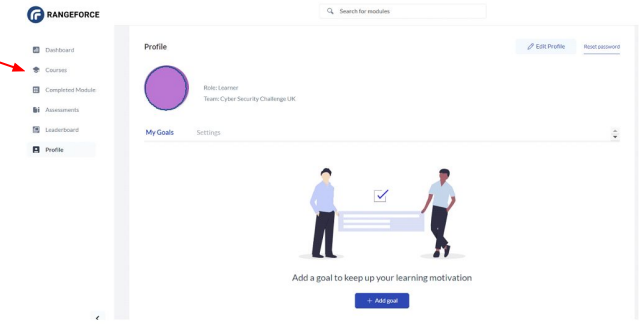 RANGEFORCE
Search for modules
Dashboard
Courses
Completed Module
Assessments
Leaderboard
Profile
Profile
Edit Profile
Reset password
Role: Learner
Team: Cyber Security Challenge UK
My Goals
Settings
Add a goal to keep up your learning motivation
+ Add goal